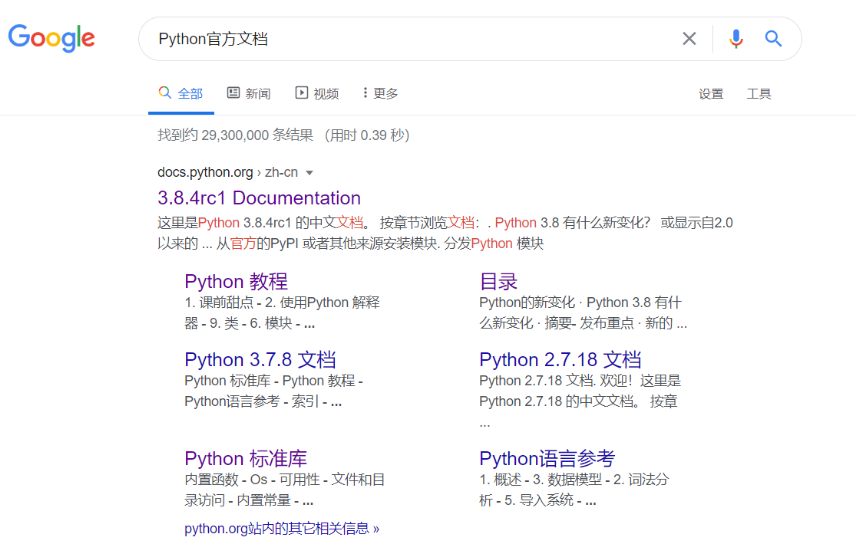 Google
Python官方文档
全部 新闻 视频 更多 设置 工具
找到约 29,300,000 条结果 （用时 0.39 秒）
docs.python.org › zh-cn
3.8.4rc1 Documentation
这里是Python 3.8.4rc1 的中文文档。 按章节浏览文档：. Python 3.8 有什么新变化？ 或显示自2.0
以来的 ... 从官方的PyPI 或者其他来源安装模块. 分发Python 模块
Python 教程
1. 课前甜点 - 2. 使用Python 解释
器 - 9. 类 - 6. 模块 - ...
目录
Python的新变化 · Python 3.8 有什
么新变化 · 摘要- 发布重点 · 新的 ...
Python 3.7.8 文档
Python 标准库 - Python 教程 -
Python语言参考 - 索引 - ...
Python 2.7.18 文档
Python 2.7.18 文档. 欢迎！这里是
Python 2.7.18 的中文文档。 按章
...
Python 标准库
内置函数 - Os - 可用性 - 文件和目
录访问 - 内置常量 - ...
Python语言参考
1. 概述 - 3. 数据模型 - 2. 词法分
析 - 5. 导入系统 - ...
python.org站内的其它相关信息 »